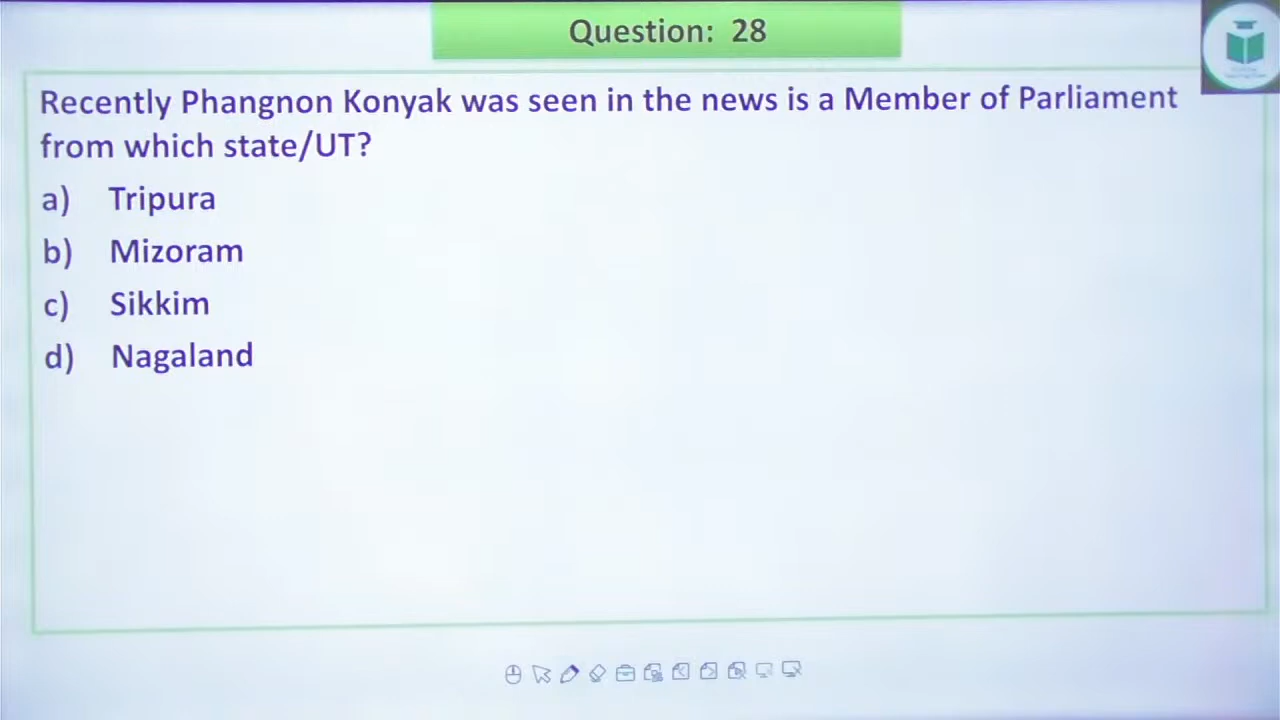 Question: 28
Recently Phangnon Konyak was seen in the news is a Member of Parliament
from which state/UT?
a) Tripura
b) Mizoram
c) Sikkim
d) Nagaland